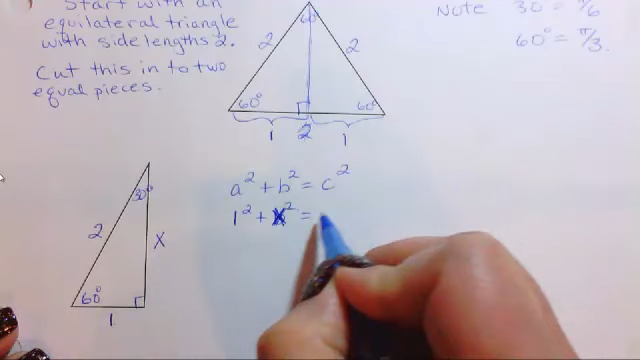 Start with an
equilateral triangle
with side lengths 2.
Cut this in to two
equal pieces.
60°
2
2
60°
60°
1
2
1
Note 30° = π/6
60° = π/3.
30°
2
x
60°
1
a² + b² = c²
1² + x² =